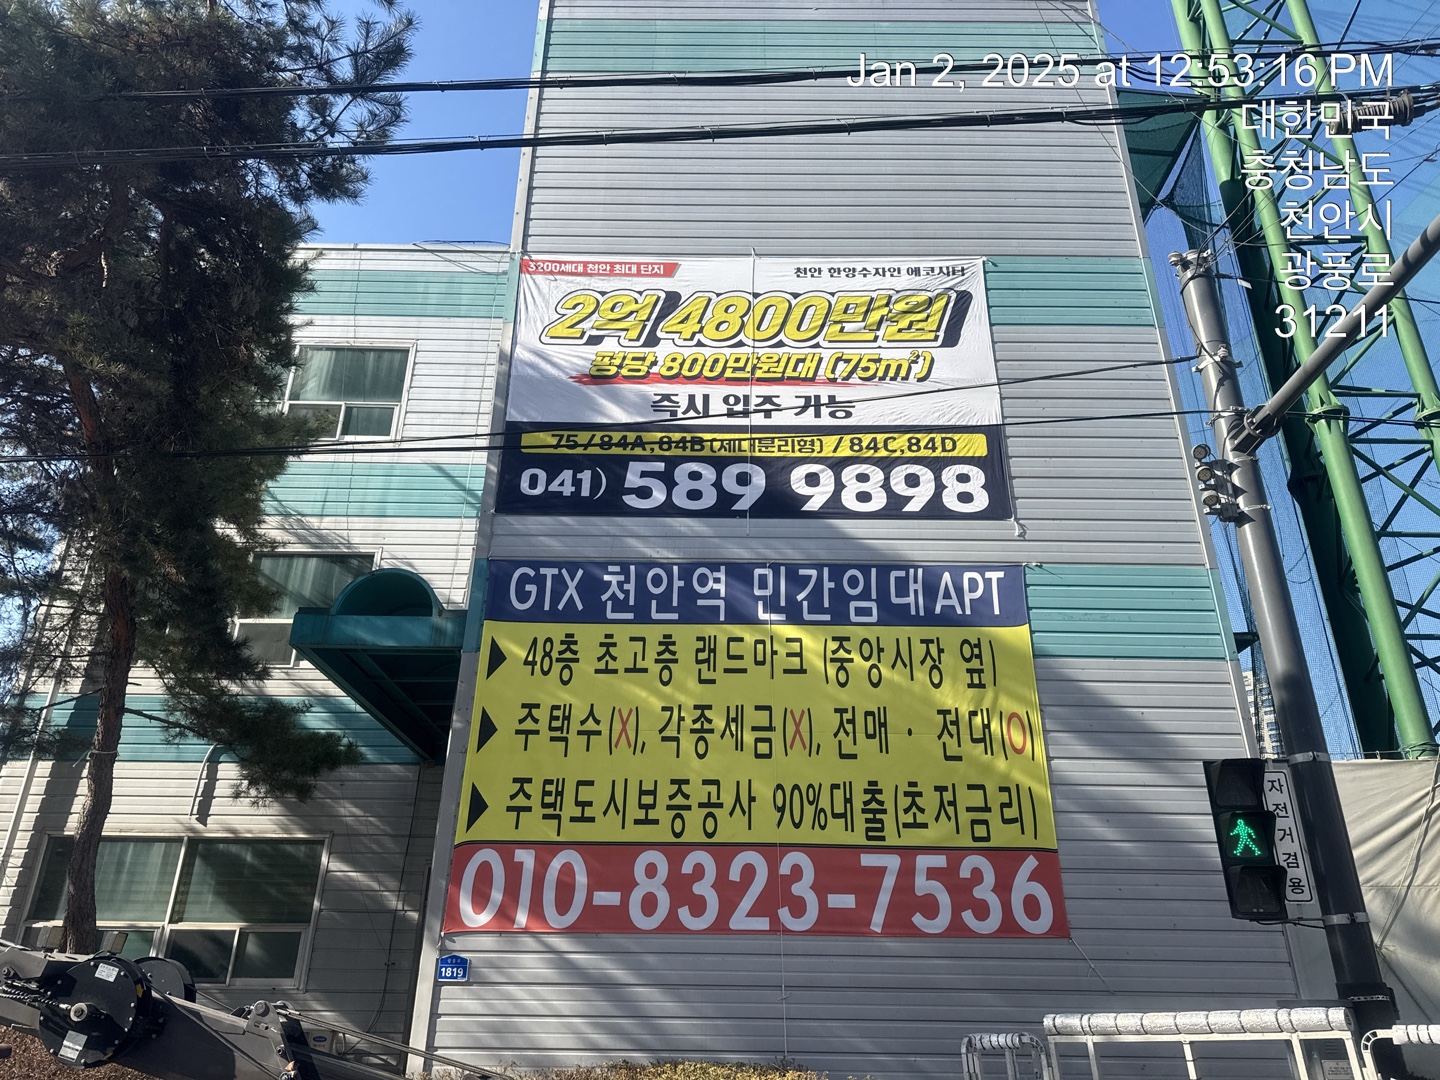 Jan 2, 2025 at 12:53:16 PM
대한민국
충청남도
천안시
광풍로
31211
3200세대 천안 최대 단지
천안 한양수자인 에코시티
2억 4800만원
평당 800만원대 (75㎡)
즉시 입주 가능
75/84A,84B(세대분리형) / 84C,84D
041) 589 9898
GTX 천안역 민간임대APT
▶ 48층 초고층 랜드마크 (중앙시장 옆)
▶ 주택수(X), 각종세금(X), 전매 · 전대(O)
▶ 주택도시보증공사 90%대출(초저금리)
010-8323-7536
1819
자전거겸용